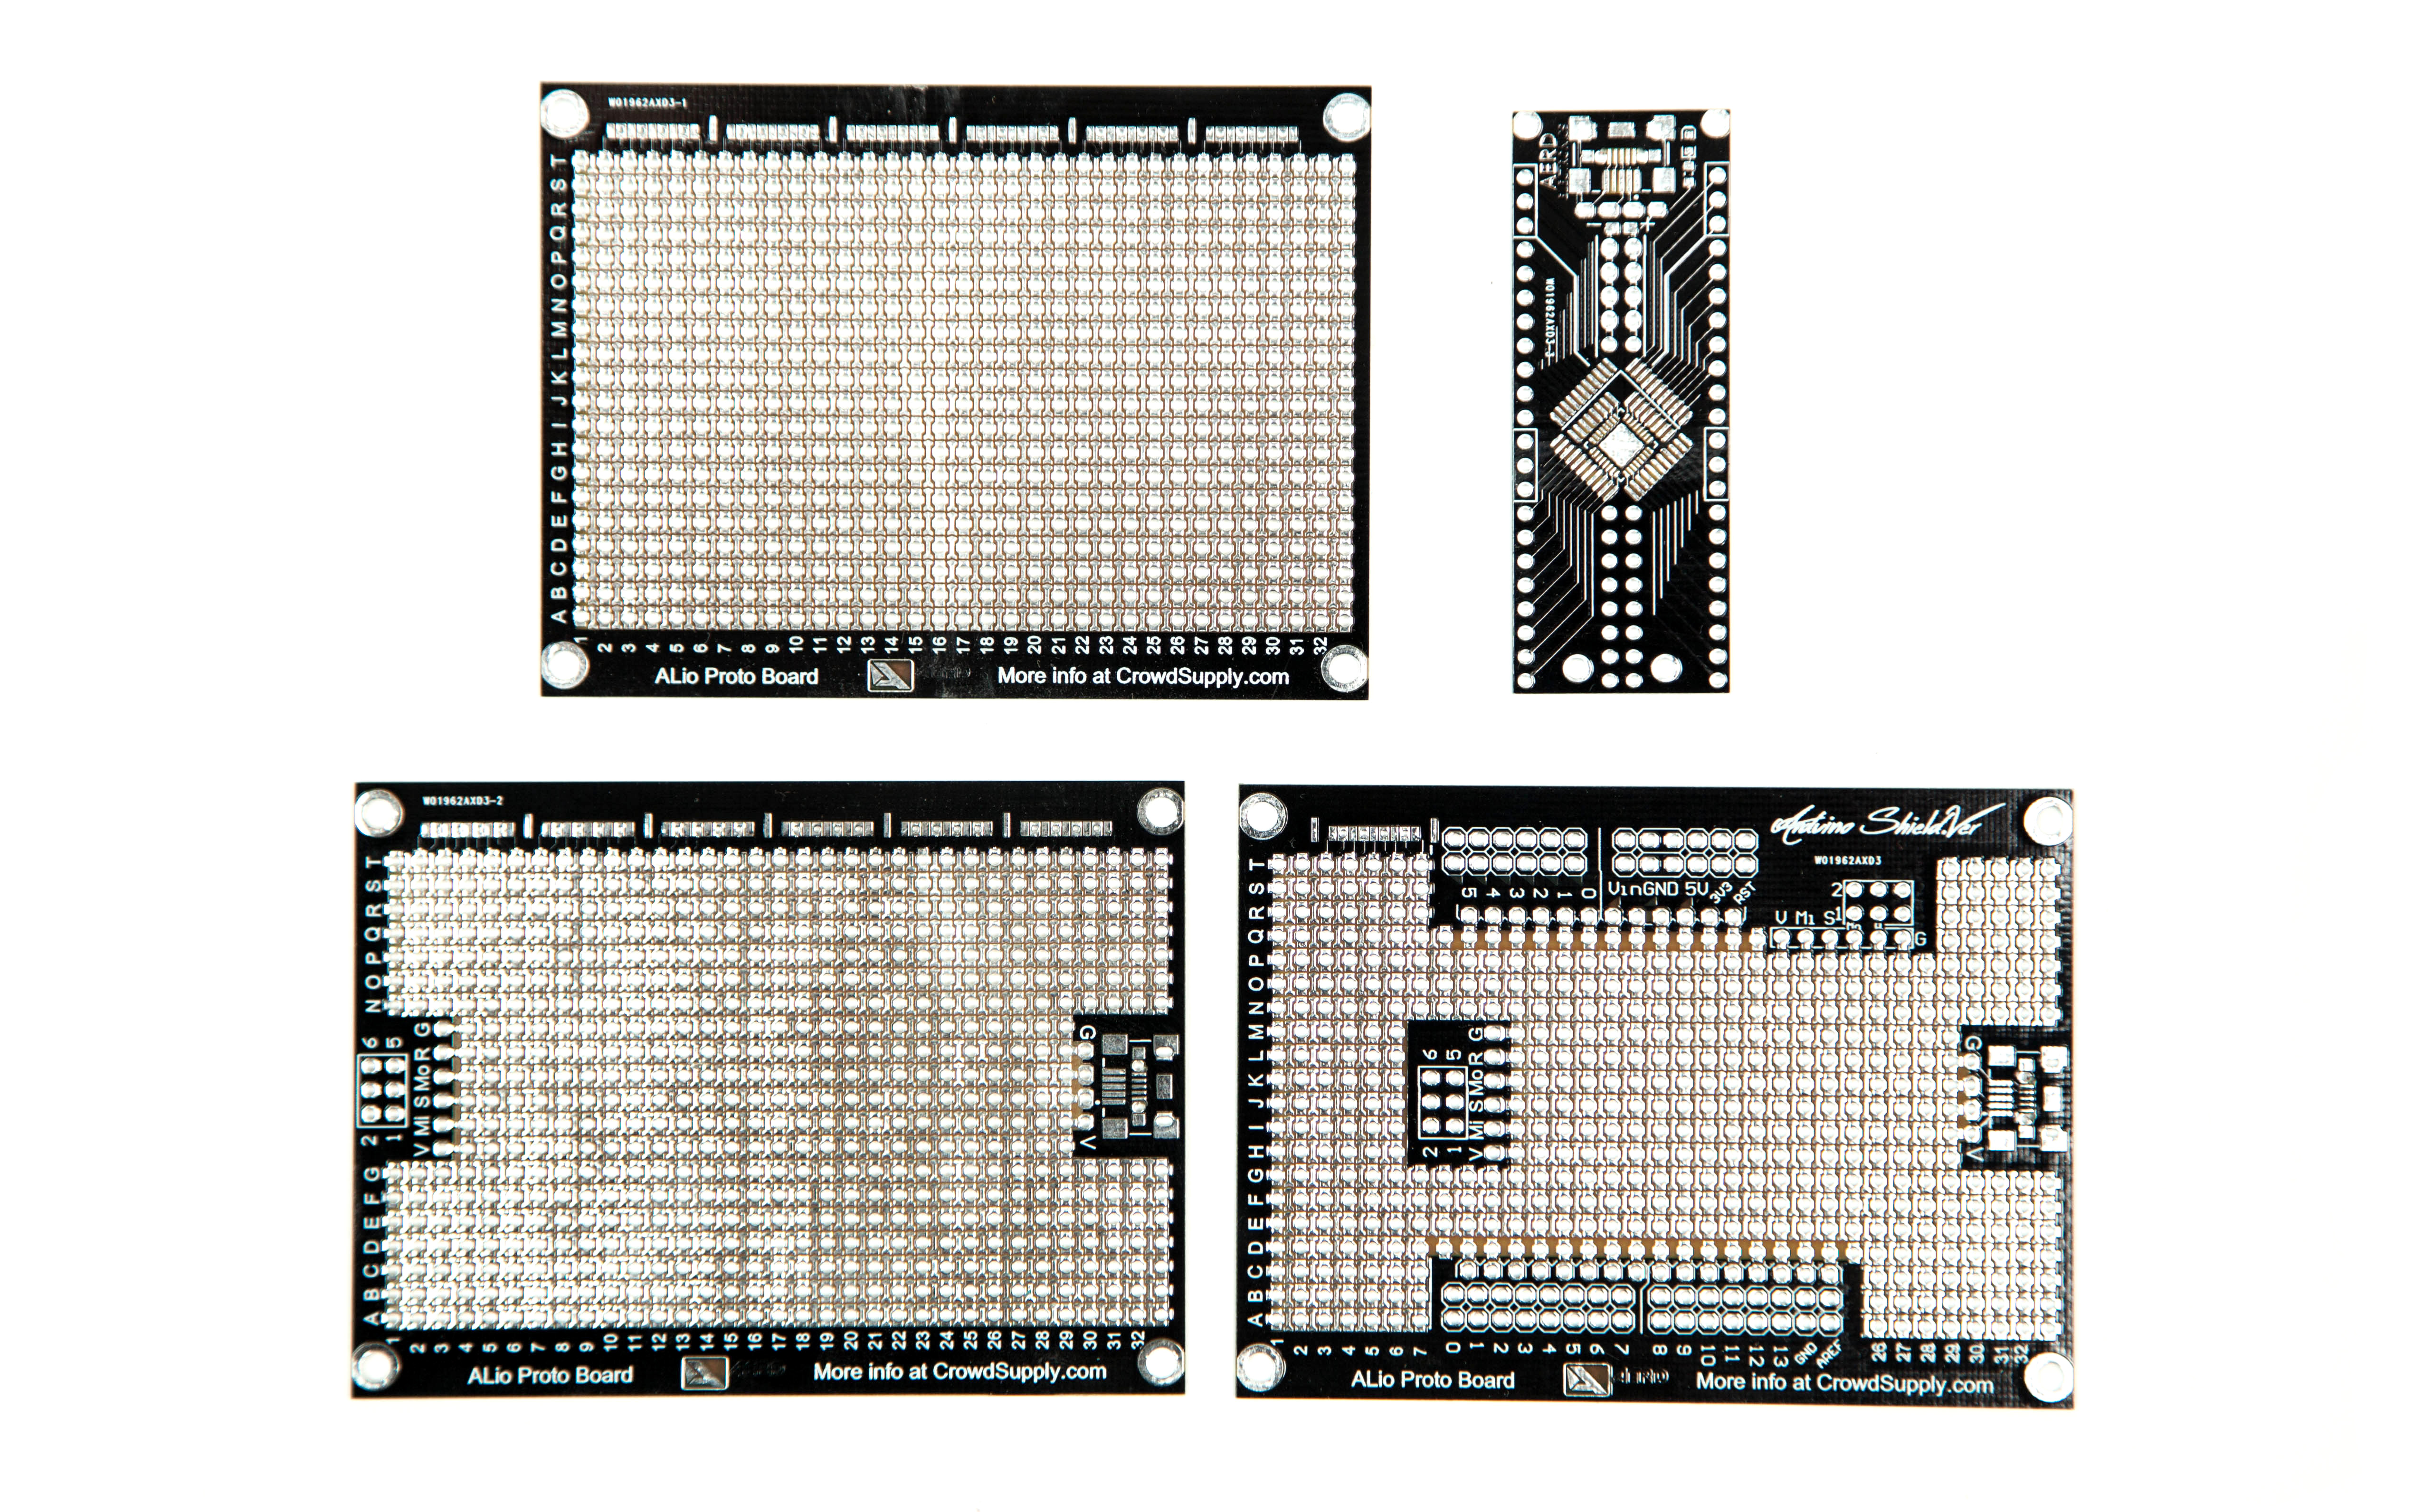 W01962AXD3-1
T
S
R
Q
P
O
N
M
L
K
J
I
H
G
F
E
D
C
B
A
1 2 3 4 5 6 7 8 9 10 11 12 13 14 15 16 17 18 19 20 21 22 23 24 25 26 27 28 29 30 31 32
ALio Proto Board
More info at CrowdSupply.com
AERD
- +
W01962AXD3-3
W01962AXD3-2
T
S
R
Q
P
O
N
6 5
G
R
Mo
S
MI
V
2 1
G
V
G
F
E
D
C
B
A
1 2 3 4 5 6 7 8 9 10 11 12 13 14 15 16 17 18 19 20 21 22 23 24 25 26 27 28 29 30 31 32
ALio Proto Board
More info at CrowdSupply.com
Arduino Shield.Ver
W01962AXD3
5 4 3 2 1 0 Vin GND 5V 3V3 RST
2
1
V Mi S
G
T
S
R
Q
P
O
N
M
L
K
J
I
H
G
F
E
D
C
B
A
6 5
G
R
Mo
S
MI
V
2 1
G
V
1 2 3 4 5 6 7
0 1 2 3 4 5 6 7 8 9 10 11 12 13 GND AREF
26 27 28 29 30 31 32
ALio Proto Board
More info at CrowdSupply.com